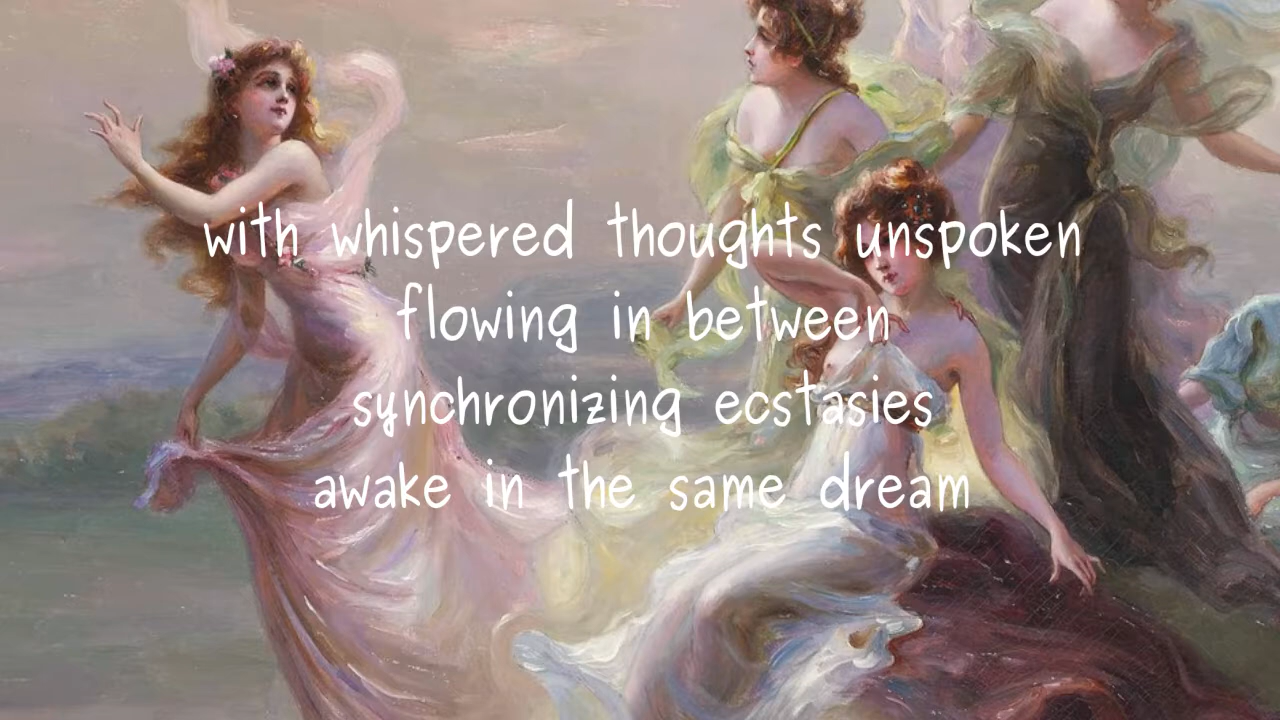 with whispered thoughts unspoken
flowing in between
synchronizing ecstasies
awake in the same dream